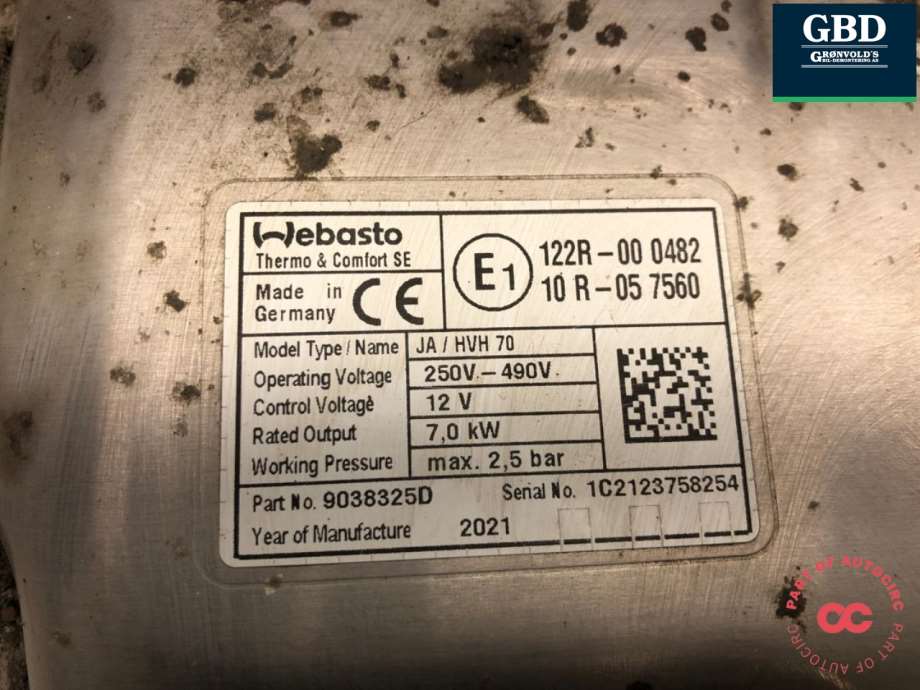 GBD
GRØNVOLD'S
BIL-DEMONTERING AS
Webasto
Thermo & Comfort SE
Made in
Germany
CE
E1
122R-00 0482
10 R-05 7560
Model Type / Name JA / HVH 70
Operating Voltage 250V.-490V.
Control Voltage 12 V
Rated Output 7,0 kW
Working Pressure max. 2,5 bar
Part No. 9038325D Serial No. 1C2123758254
Year of Manufacture 2021
PART OF AUTOCIRC
PART OF AUTOCIRC